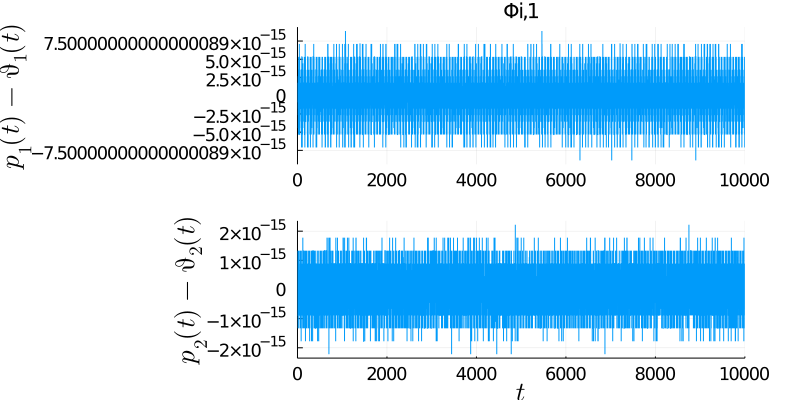 Φi,1
p₁(t) − ϑ₁(t)
7.500000000000000089×10⁻¹⁵
5.0×10⁻¹⁵
2.5×10⁻¹⁵
0
−2.5×10⁻¹⁵
−5.0×10⁻¹⁵
−7.500000000000000089×10⁻¹⁵
0 2000 4000 6000 8000 10000
p₂(t) − ϑ₂(t)
2×10⁻¹⁵
1×10⁻¹⁵
0
−1×10⁻¹⁵
−2×10⁻¹⁵
0 2000 4000 6000 8000 10000
t